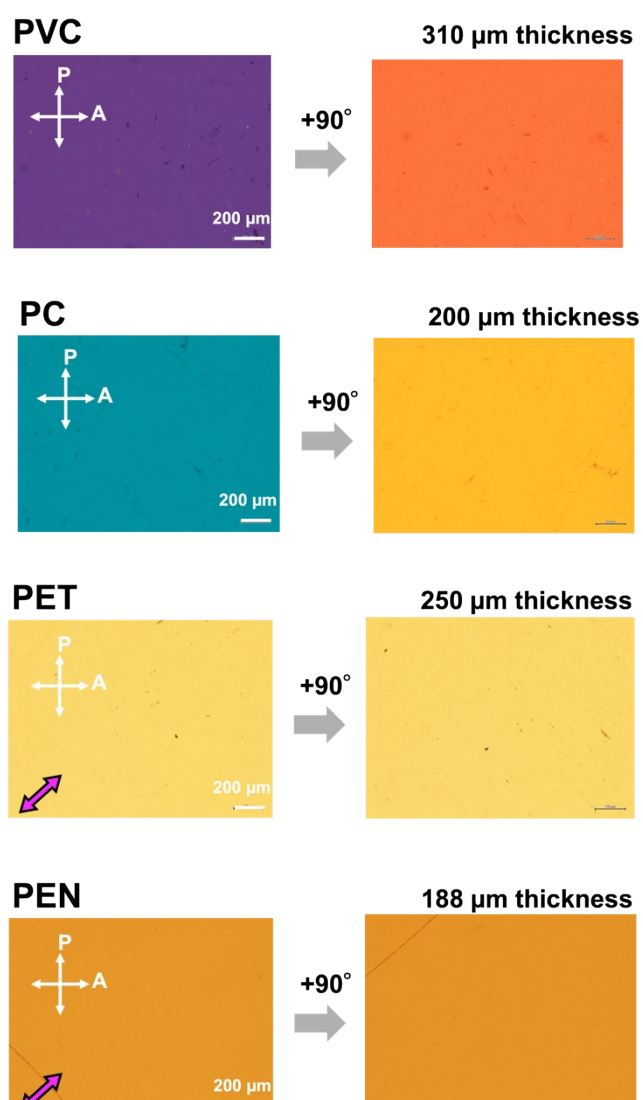 PVC
310 µm thickness
P
A
+90°
200 µm
PC
200 µm thickness
P
A
+90°
200 µm
PET
250 µm thickness
P
A
+90°
200 µm
PEN
188 µm thickness
P
A
+90°
200 µm